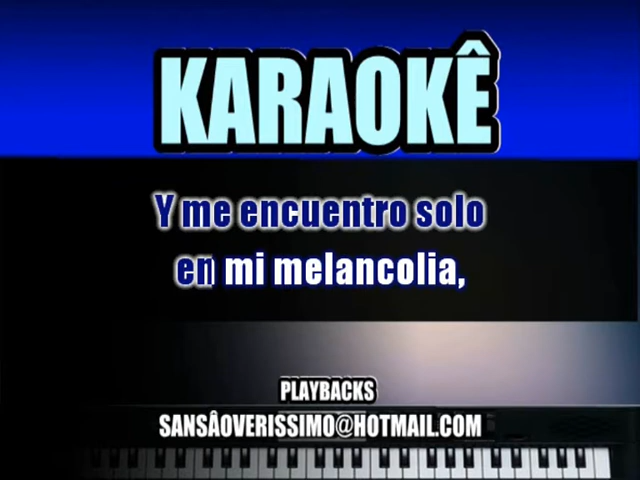 KARAOKÊ
Y me encuentro solo
en mi melancolia,
PLAYBACKS
SANSÂOVERISSIMO@HOTMAIL.COM